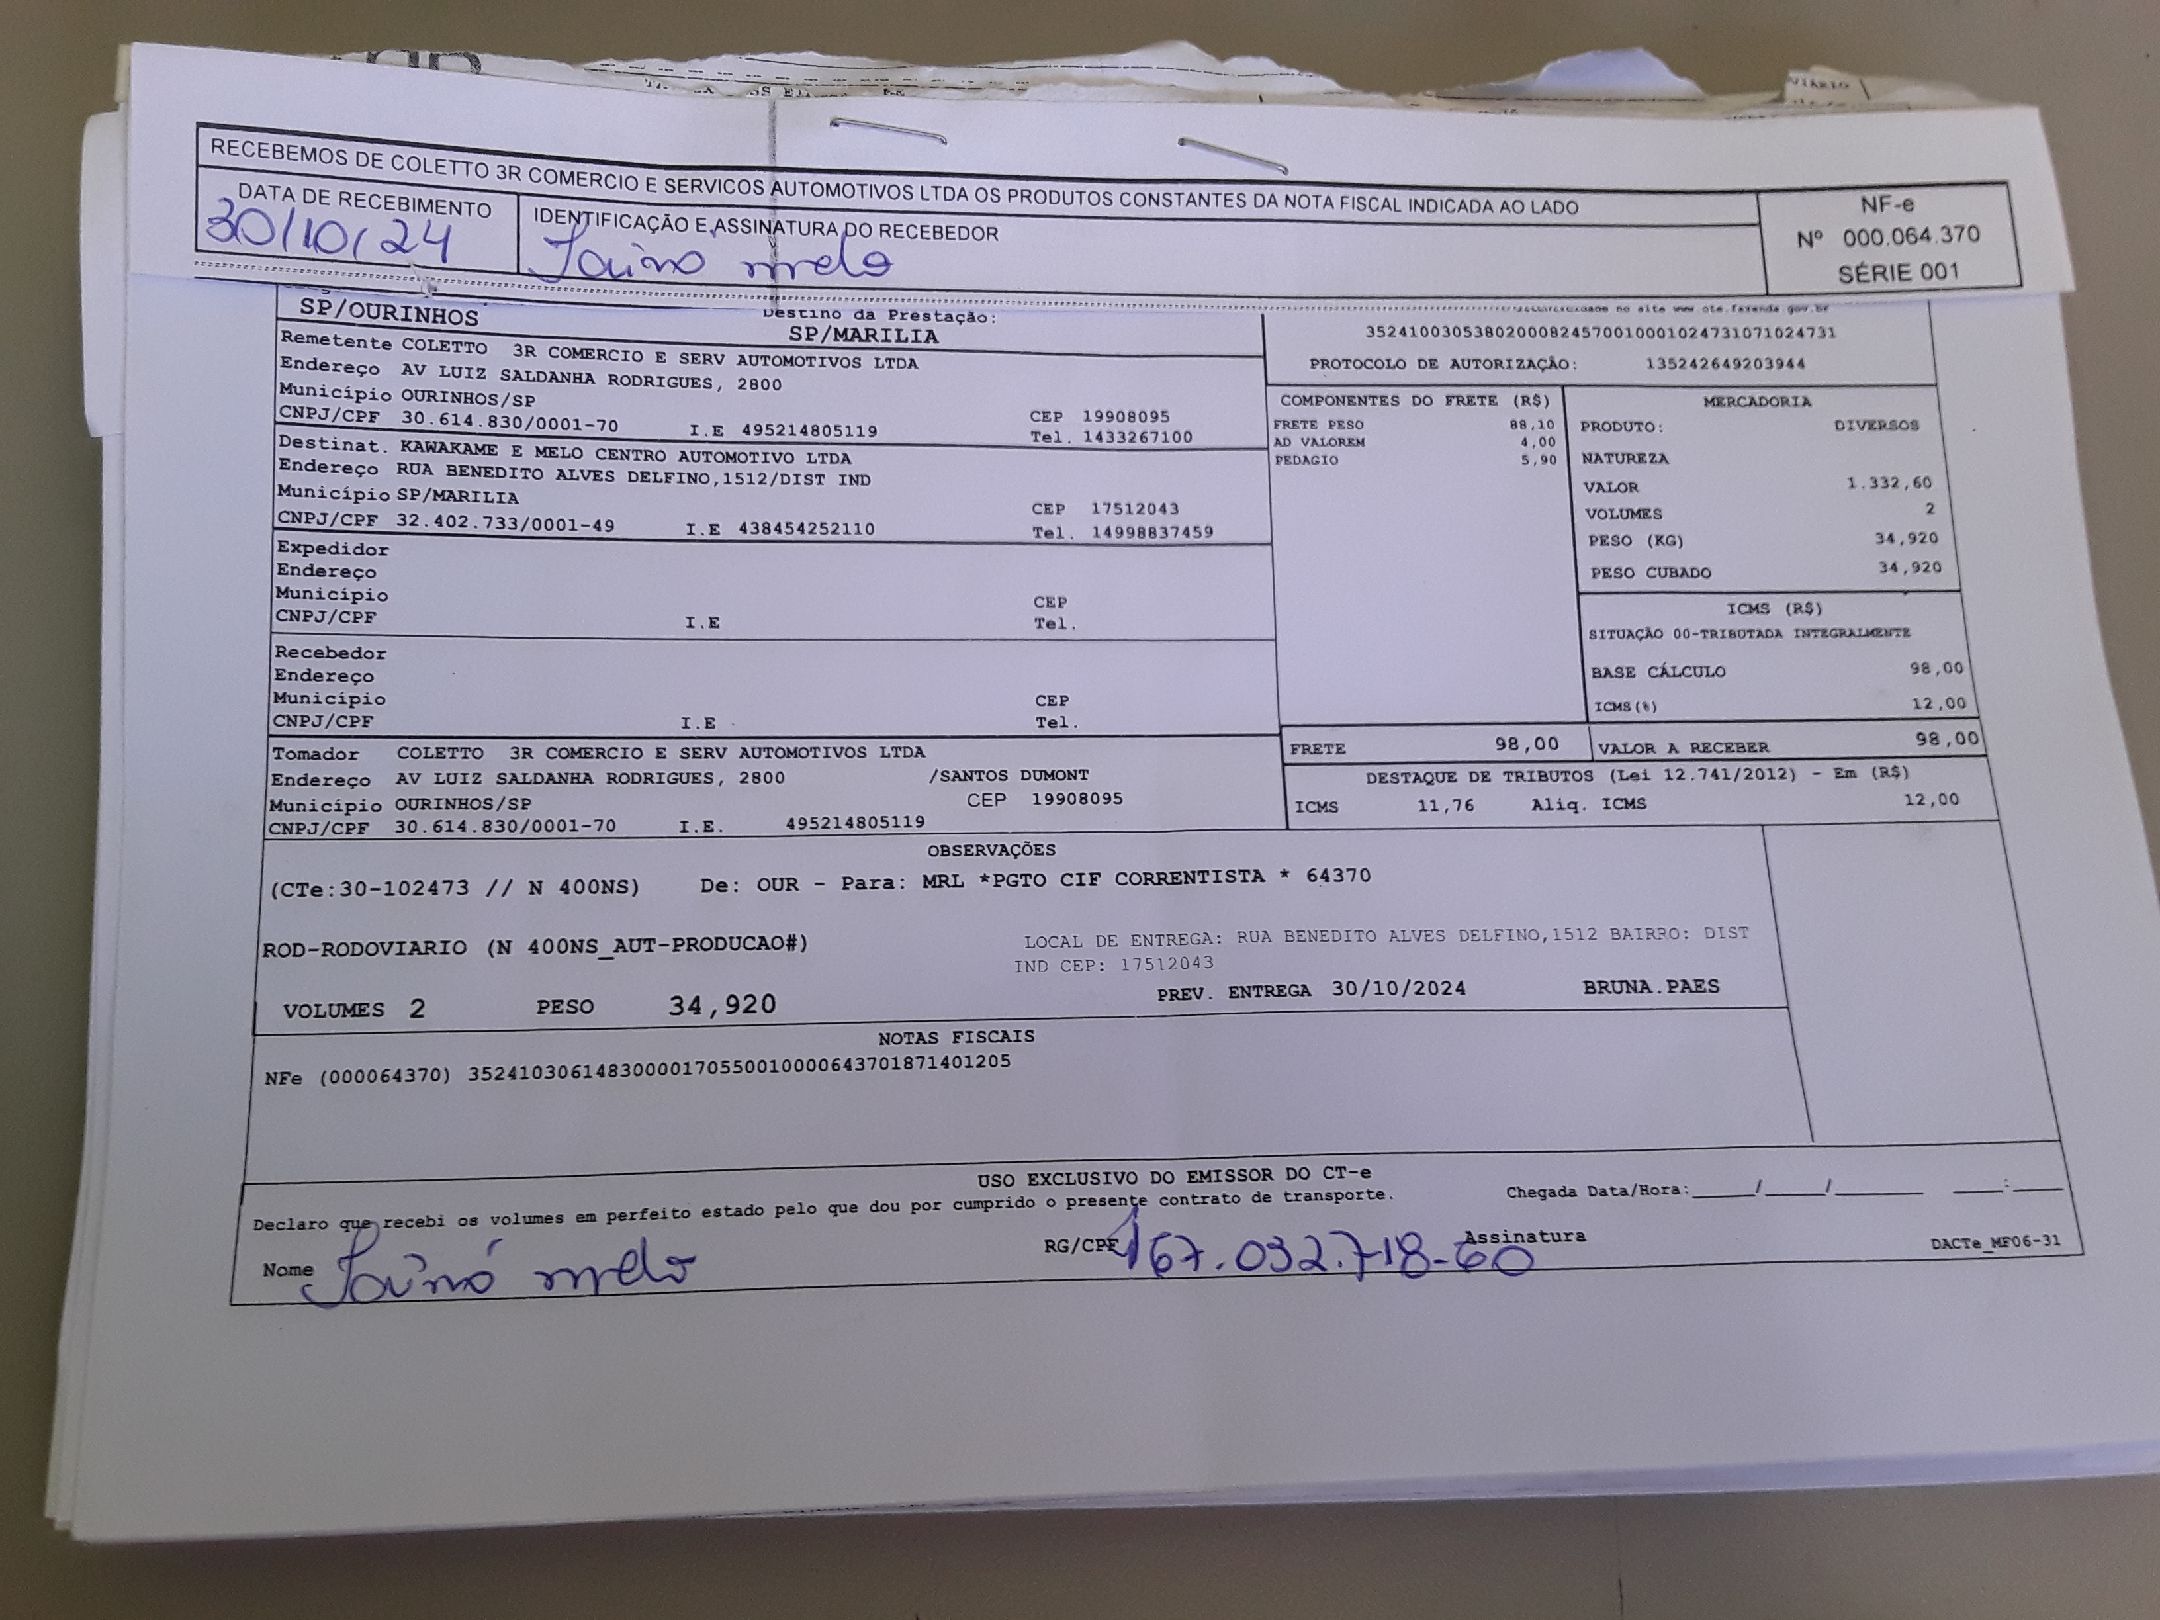 VIÁRIO
RECEBEMOS DE COLETTO 3R COMERCIO E SERVICOS AUTOMOTIVOS LTDA OS PRODUTOS CONSTANTES DA NOTA FISCAL INDICADA AO LADO
NF-e
Nº 000.064.370
SÉRIE 001
DATA DE RECEBIMENTO
30/10/24
IDENTIFICAÇÃO E ASSINATURA DO RECEBEDOR
melo
SP/OURINHOS
Destino da Prestação:
SP/MARILIA
no site www cte.fazenda gov.br
35241003053802000824570010001024731071024731
PROTOCOLO DE AUTORIZAÇÃO: 135242649203944
Remetente COLETTO 3R COMERCIO E SERV AUTOMOTIVOS LTDA
Endereço AV LUIZ SALDANHA RODRIGUES, 2800
Município OURINHOS/SP
CEP 19908095
CNPJ/CPF 30.614.830/0001-70 I.E 495214805119 Tel. 1433267100
Destinat. KAWAKAME E MELO CENTRO AUTOMOTIVO LTDA
Endereço RUA BENEDITO ALVES DELFINO,1512/DIST IND
Município SP/MARILIA CEP 17512043
CNPJ/CPF 32.402.733/0001-49 I.E 438454252110 Tel. 14998837459
Expedidor
Endereço
Município CEP
CNPJ/CPF I.E Tel.
Recebedor
Endereço
Município CEP
CNPJ/CPF I.E Tel.
Tomador COLETTO 3R COMERCIO E SERV AUTOMOTIVOS LTDA
Endereço AV LUIZ SALDANHA RODRIGUES, 2800 /SANTOS DUMONT
Município OURINHOS/SP CEP 19908095
CNPJ/CPF 30.614.830/0001-70 I.E. 495214805119
COMPONENTES DO FRETE (R$)
FRETE PESO 88,10
AD VALOREM 4,00
PEDAGIO 5,90
MERCADORIA
PRODUTO: DIVERSOS
NATUREZA
VALOR 1.332,60
VOLUMES 2
PESO (KG) 34,920
PESO CUBADO 34,920
ICMS (R$)
SITUAÇÃO 00-TRIBUTADA INTEGRALMENTE
BASE CÁLCULO 98,00
ICMS(%) 12,00
FRETE 98,00 VALOR A RECEBER 98,00
DESTAQUE DE TRIBUTOS (Lei 12.741/2012) - Em (R$)
ICMS 11,76 Aliq. ICMS 12,00
OBSERVAÇÕES
(CTe:30-102473 // N 400NS) De: OUR - Para: MRL *PGTO CIF CORRENTISTA * 64370
ROD-RODOVIARIO (N 400NS_AUT-PRODUCAO#)
LOCAL DE ENTREGA: RUA BENEDITO ALVES DELFINO,1512 BAIRRO: DIST
IND CEP: 17512043
VOLUMES 2 PESO 34,920 PREV. ENTREGA 30/10/2024 BRUNA.PAES
NOTAS FISCAIS
NFe (000064370) 35241030614830000170550010000643701871401205
USO EXCLUSIVO DO EMISSOR DO CT-e
Declaro que recebi os volumes em perfeito estado pelo que dou por cumprido o presente contrato de transporte.
Chegada Data/Hora:____/____/______ ___:___
Nome melo
RG/CPF 167.032.718-60
Assinatura
DACTe_MF06-31